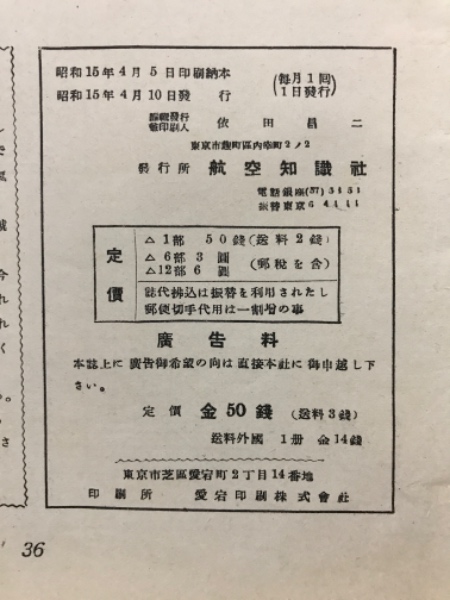 昭和15年4月5日印刷納本
昭和15年4月10日發行
(毎月1回1日發行)
編輯發行
兼印刷人
依田昌二
東京市麹町區内幸町2ノ2
發行所 航空知識社
電話銀座(57)
振替東京
定價
△1部 50錢(送料2錢)
△6部 3圓
△12部 6圓
(郵税を含)
誌代拂込は振替を利用されたし
郵便切手代用は一割増の事
廣告料
本誌上に廣告御希望の向は直接本社に御申越し下
さい。
定價 金50錢 (送料3錢)
送料外國 1册 金14錢
東京市芝區愛宕町2丁目14番地
印刷所 愛宕印刷株式會社
36